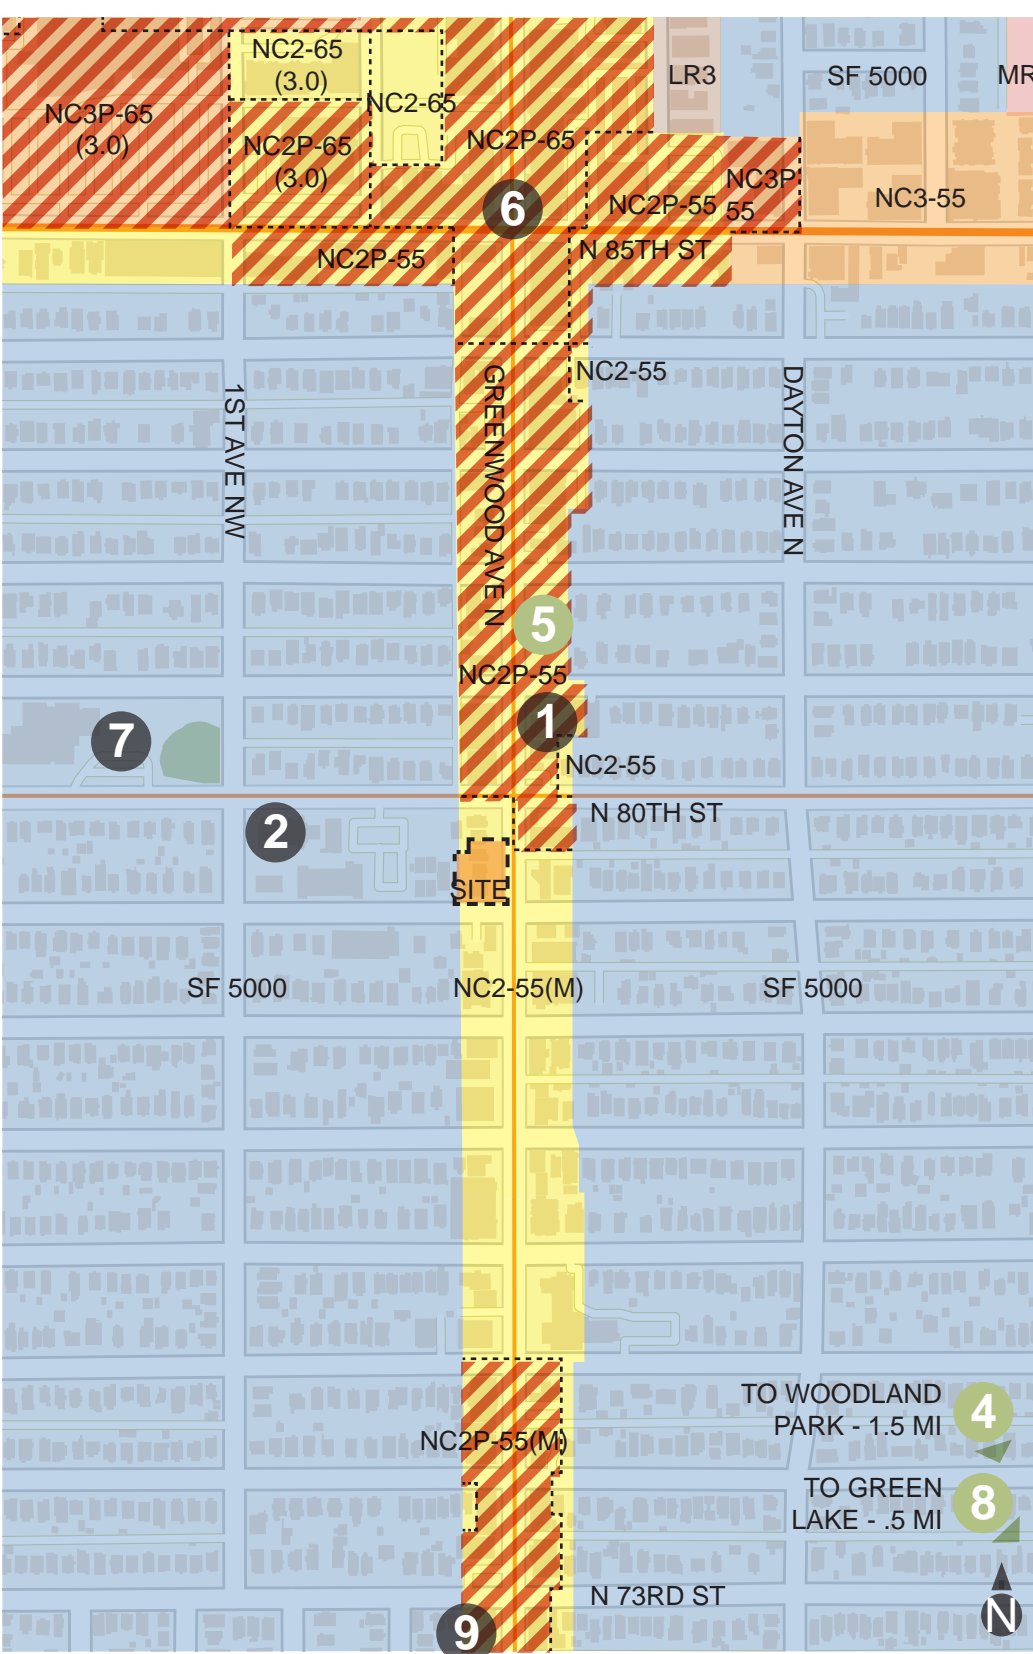 NC2-65
(3.0)
LR3
SF 5000
MR
NC3P-65
(3.0)
NC2-65
NC2P-65
(3.0)
NC2P-65
NC3P
55
NC2P-55
NC3-55
6
NC2P-55
N 85TH ST
1ST AVE NW
GREENWOOD AVE N
NC2-55
DAYTON AVE N
5
NC2P-55
7
1
NC2-55
2
N 80TH ST
SITE
SF 5000
NC2-55(M)
SF 5000
TO WOODLAND
PARK - 1.5 MI
4
NC2P-55(M)
TO GREEN
LAKE - .5 MI
8
N 73RD ST
N
9